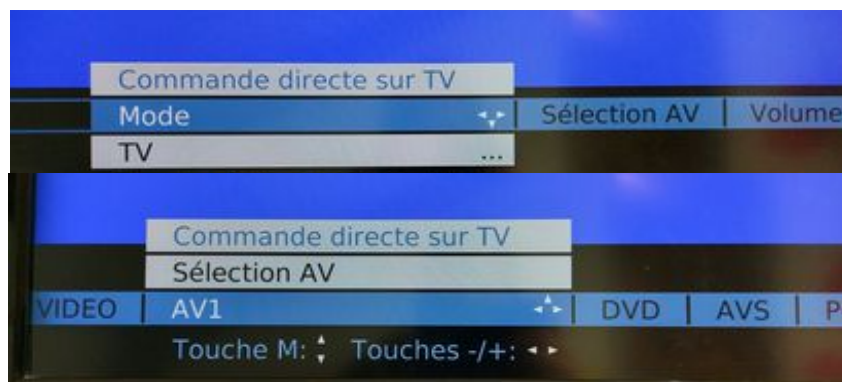 Commande directe sur TV
Mode Sélection AV Volume
TV ...
Commande directe sur TV
Sélection AV
VIDEO AV1 DVD AVS P
Touche M: Touches -/+: